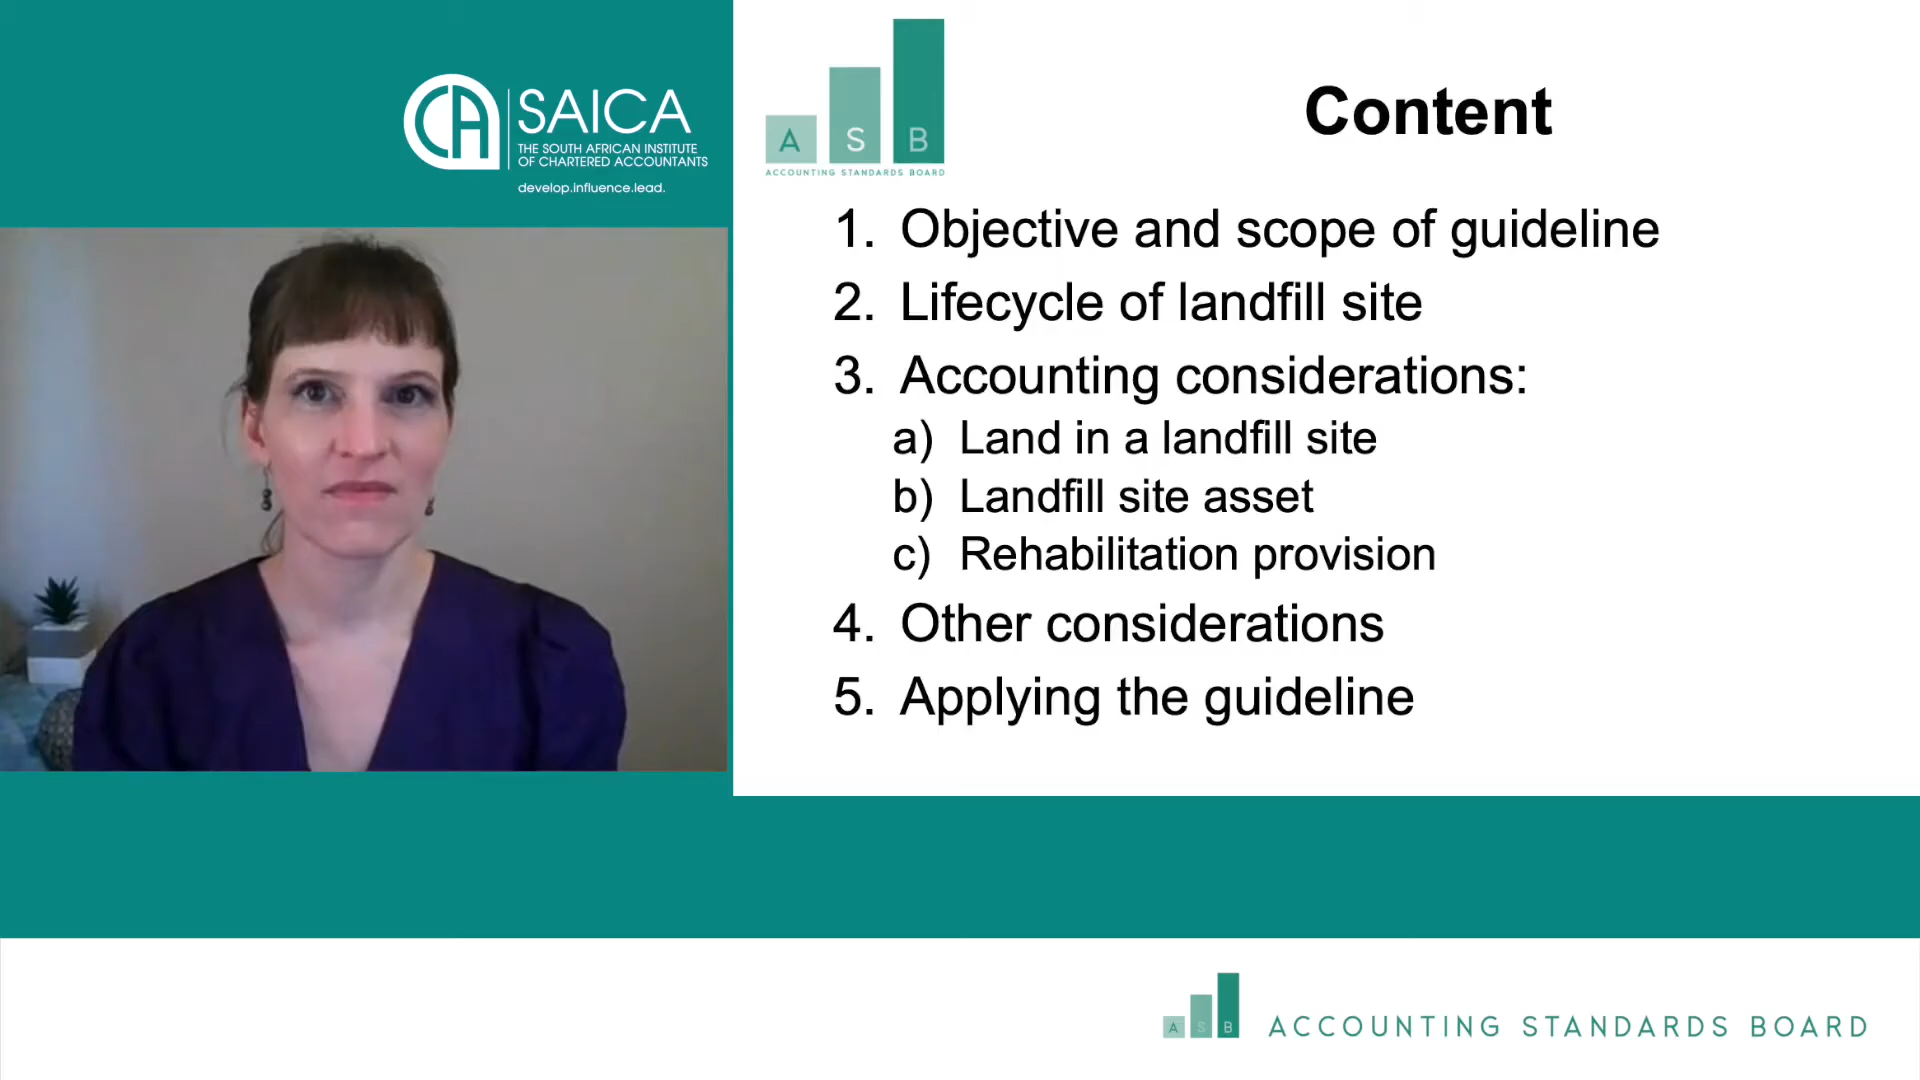 SAICA
THE SOUTH AFRICAN INSTITUTE
OF CHARTERED ACCOUNTANTS
develop.influence.lead.
A S B
ACCOUNTING STANDARDS BOARD
Content
1. Objective and scope of guideline
2. Lifecycle of landfill site
3. Accounting considerations:
a) Land in a landfill site
b) Landfill site asset
c) Rehabilitation provision
4. Other considerations
5. Applying the guideline
A S B
ACCOUNTING STANDARDS BOARD